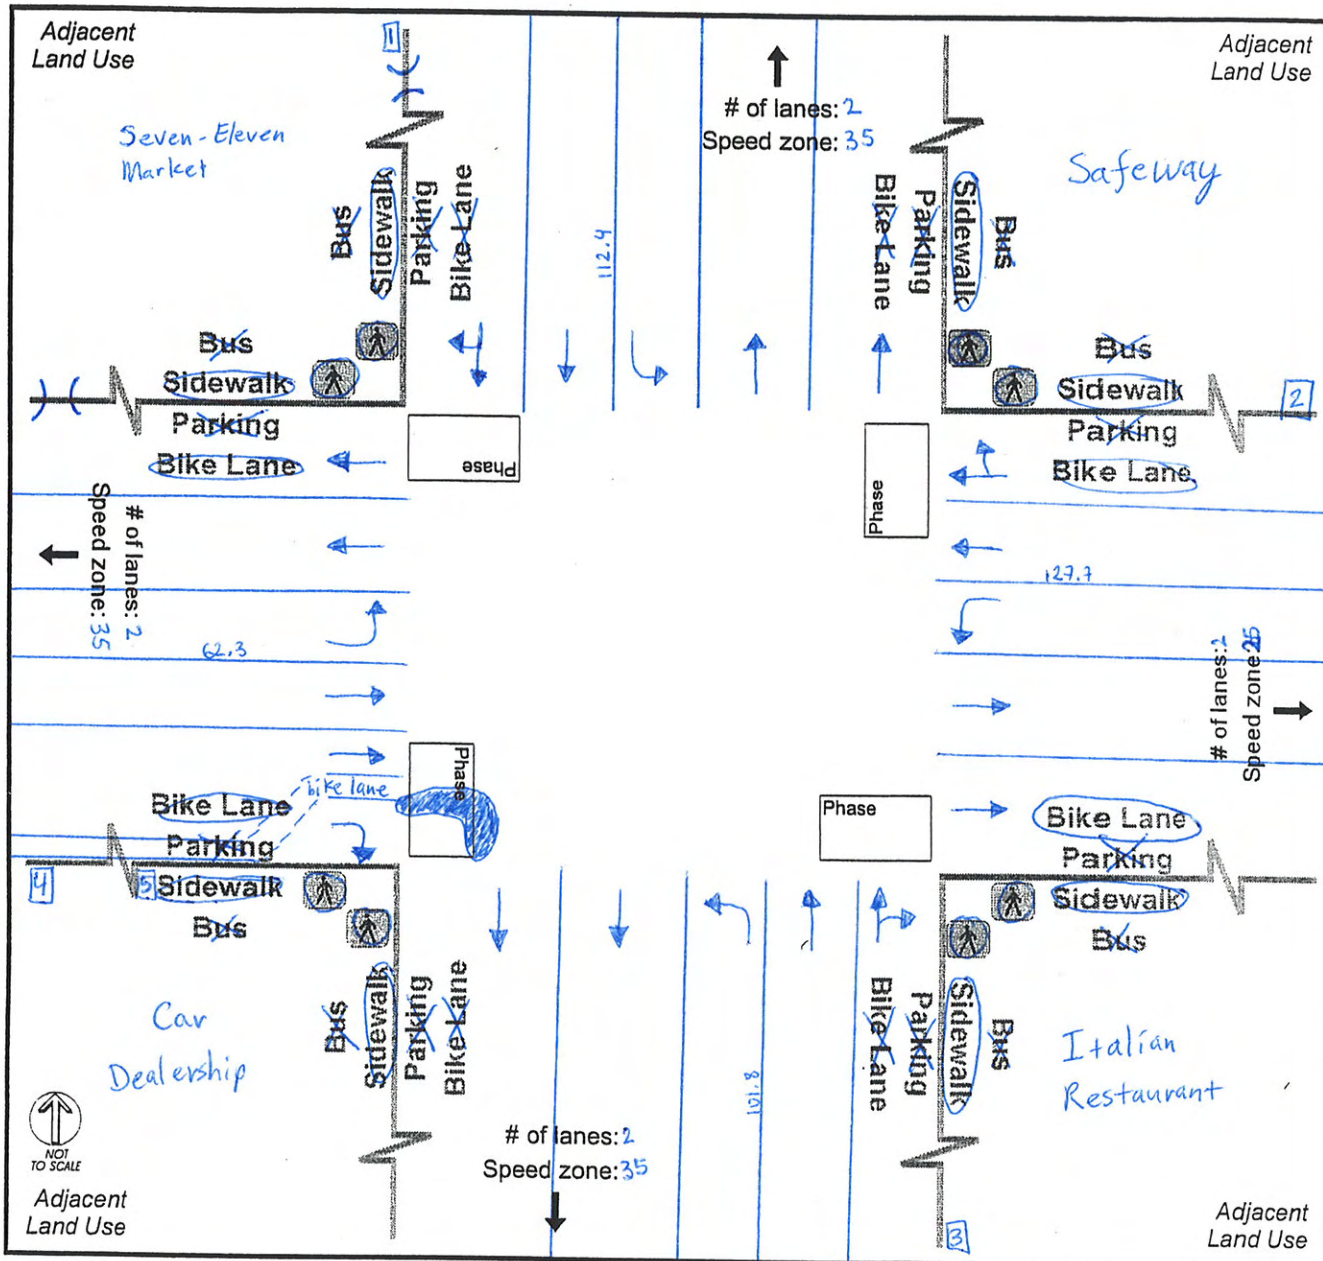 Adjacent
Land Use
Seven-Eleven
Market
1
Bus
Sidewalk
Parking
Bike Lane
112.4
# of lanes: 2
Speed zone: 35
Bike Lane
Parking
Sidewalk
Bus
Adjacent
Land Use
Safeway
Bus
Sidewalk
Parking
Bike Lane
Phase
Phase
Bus
Sidewalk
Parking
Bike Lane
2
# of lanes: 2
Speed zone: 35
62.3
127.7
# of lanes: 2
Speed zone:
Phase
Phase
Bike Lane
bike lane
Parking
Sidewalk
Bus
4
5
Bike Lane
Parking
Sidewalk
Bus
Car
Dealership
Bus
Sidewalk
Parking
Bike Lane
101.8
Bike Lane
Parking
Sidewalk
Bus
Italian
Restaurant
# of lanes: 2
Speed zone: 35
NOT
TO SCALE
Adjacent
Land Use
3
Adjacent
Land Use